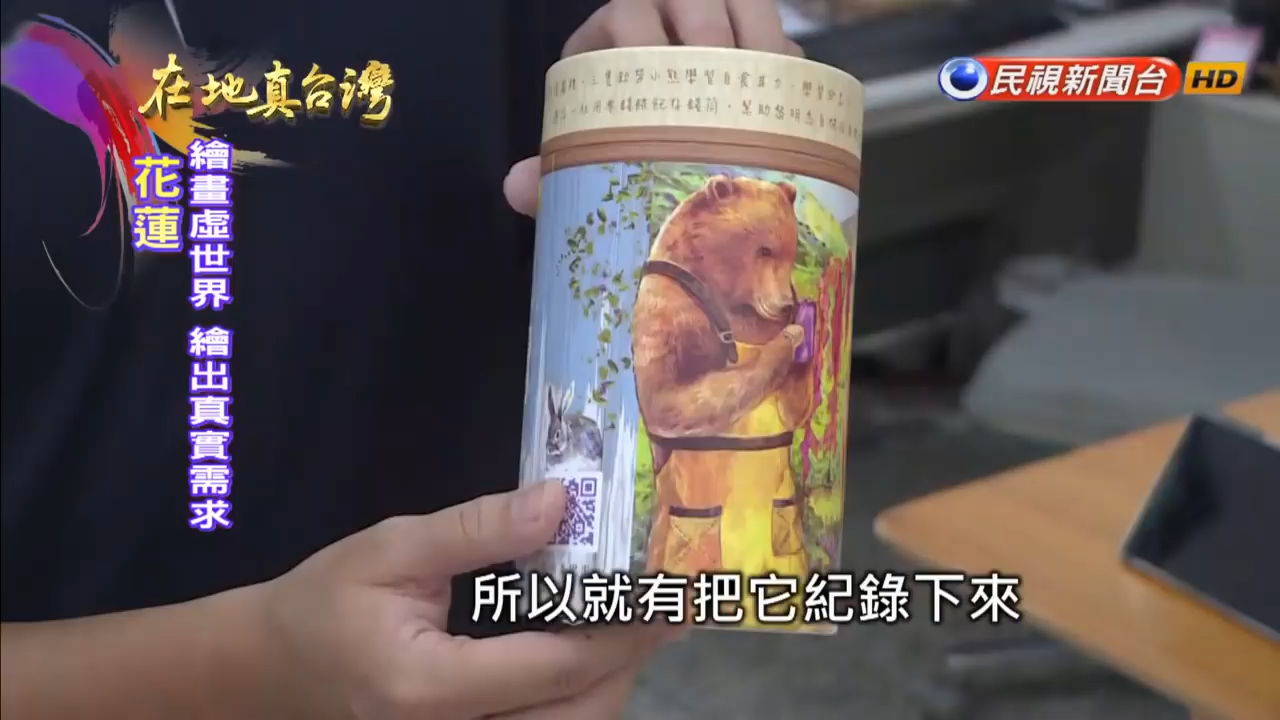 在地真台灣
民視新聞台 HD
花蓮
繪畫虛世界 繪出真實需求
所以就有把它紀錄下來